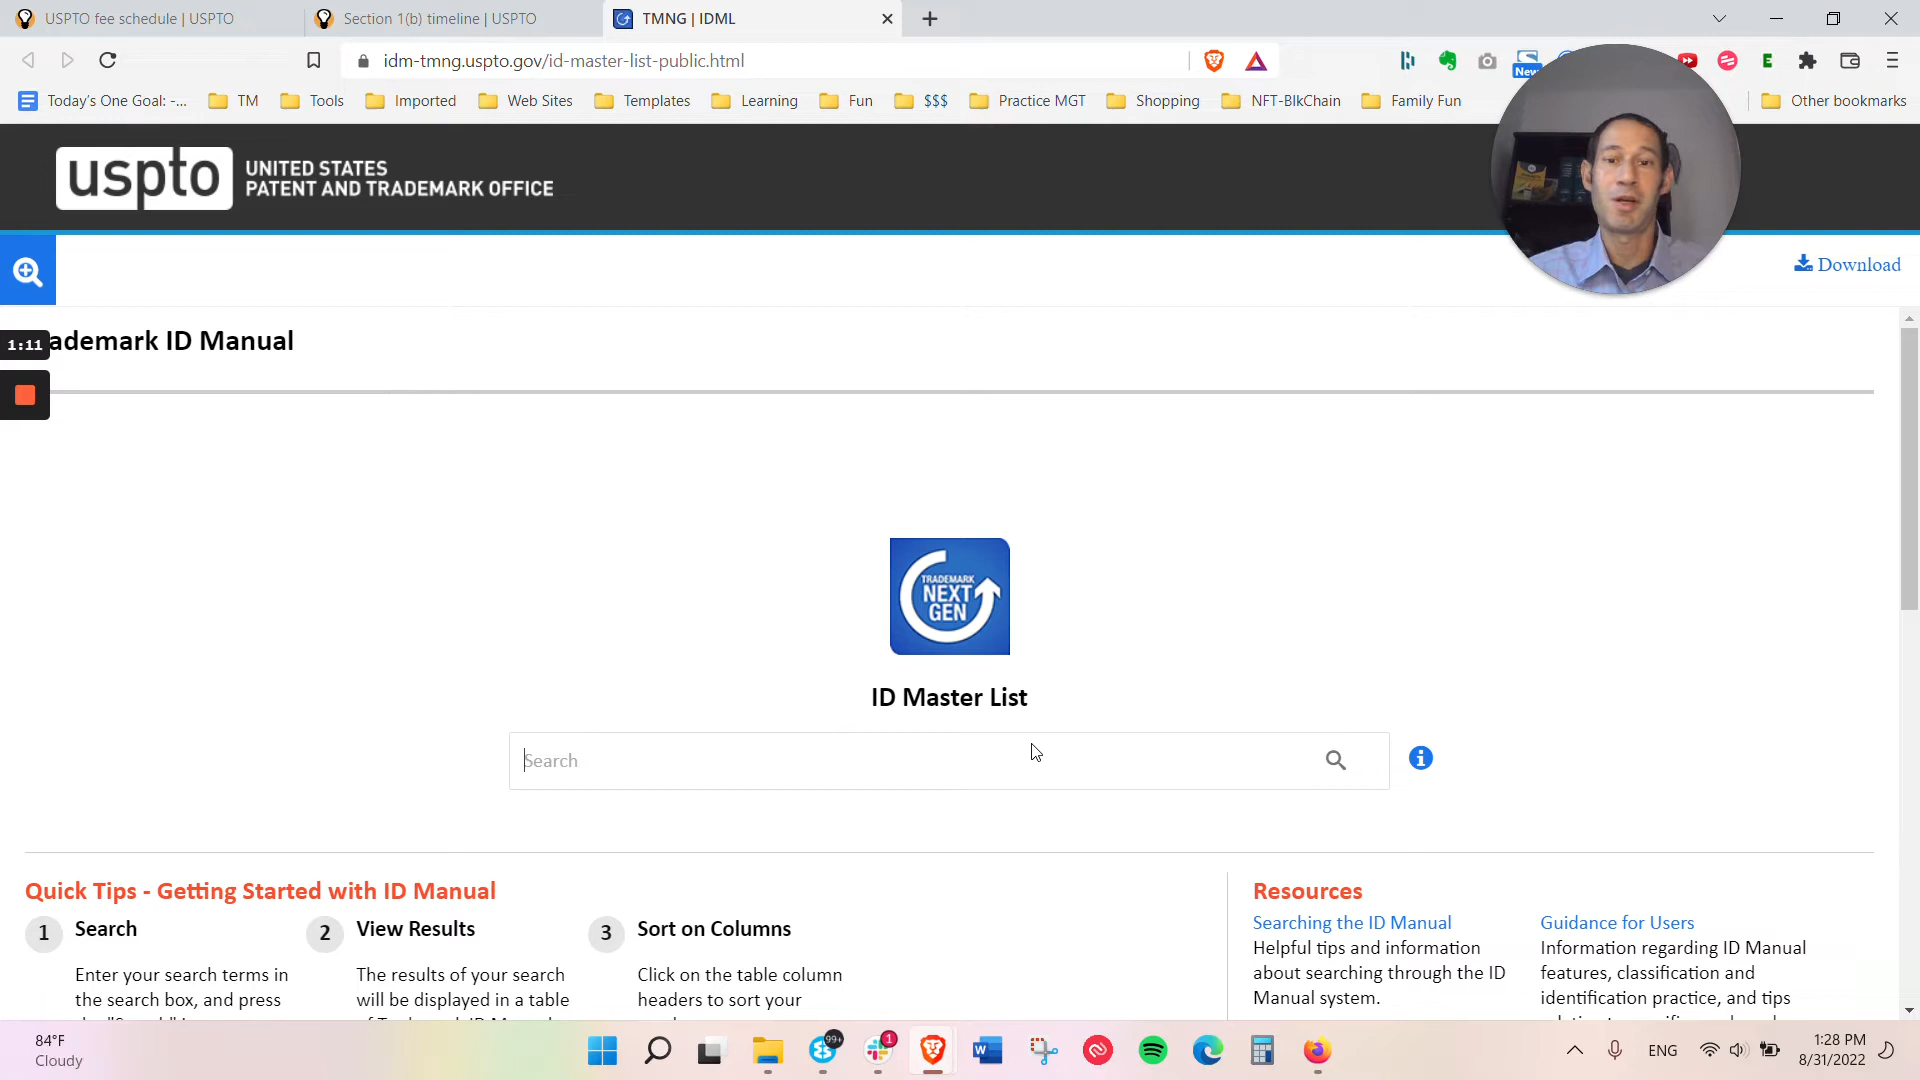 USPTO fee schedule | USPTO
Section 1(b) timeline | USPTO
TMNG | IDML
idm-tmng.uspto.gov/id-master-list-public.html
New
E
Today's One Goal: -...
TM
Tools
Imported
Web Sites
Templates
Learning
Fun
$$$
Practice MGT
Shopping
NFT-BlkChain
Family Fun
Other bookmarks
uspto
UNITED STATES
PATENT AND TRADEMARK OFFICE
Download
1:11
ademark ID Manual
TRADEMARK
NEXT
GEN
ID Master List
Search
Quick Tips - Getting Started with ID Manual
1 Search
Enter your search terms in
the search box, and press
2 View Results
The results of your search
will be displayed in a table
3 Sort on Columns
Click on the table column
headers to sort your
Resources
Searching the ID Manual
Helpful tips and information
about searching through the ID
Manual system.
Guidance for Users
Information regarding ID Manual
features, classification and
identification practice, and tips
84°F
Cloudy
99+
1
W
ENG
1:28 PM
8/31/2022